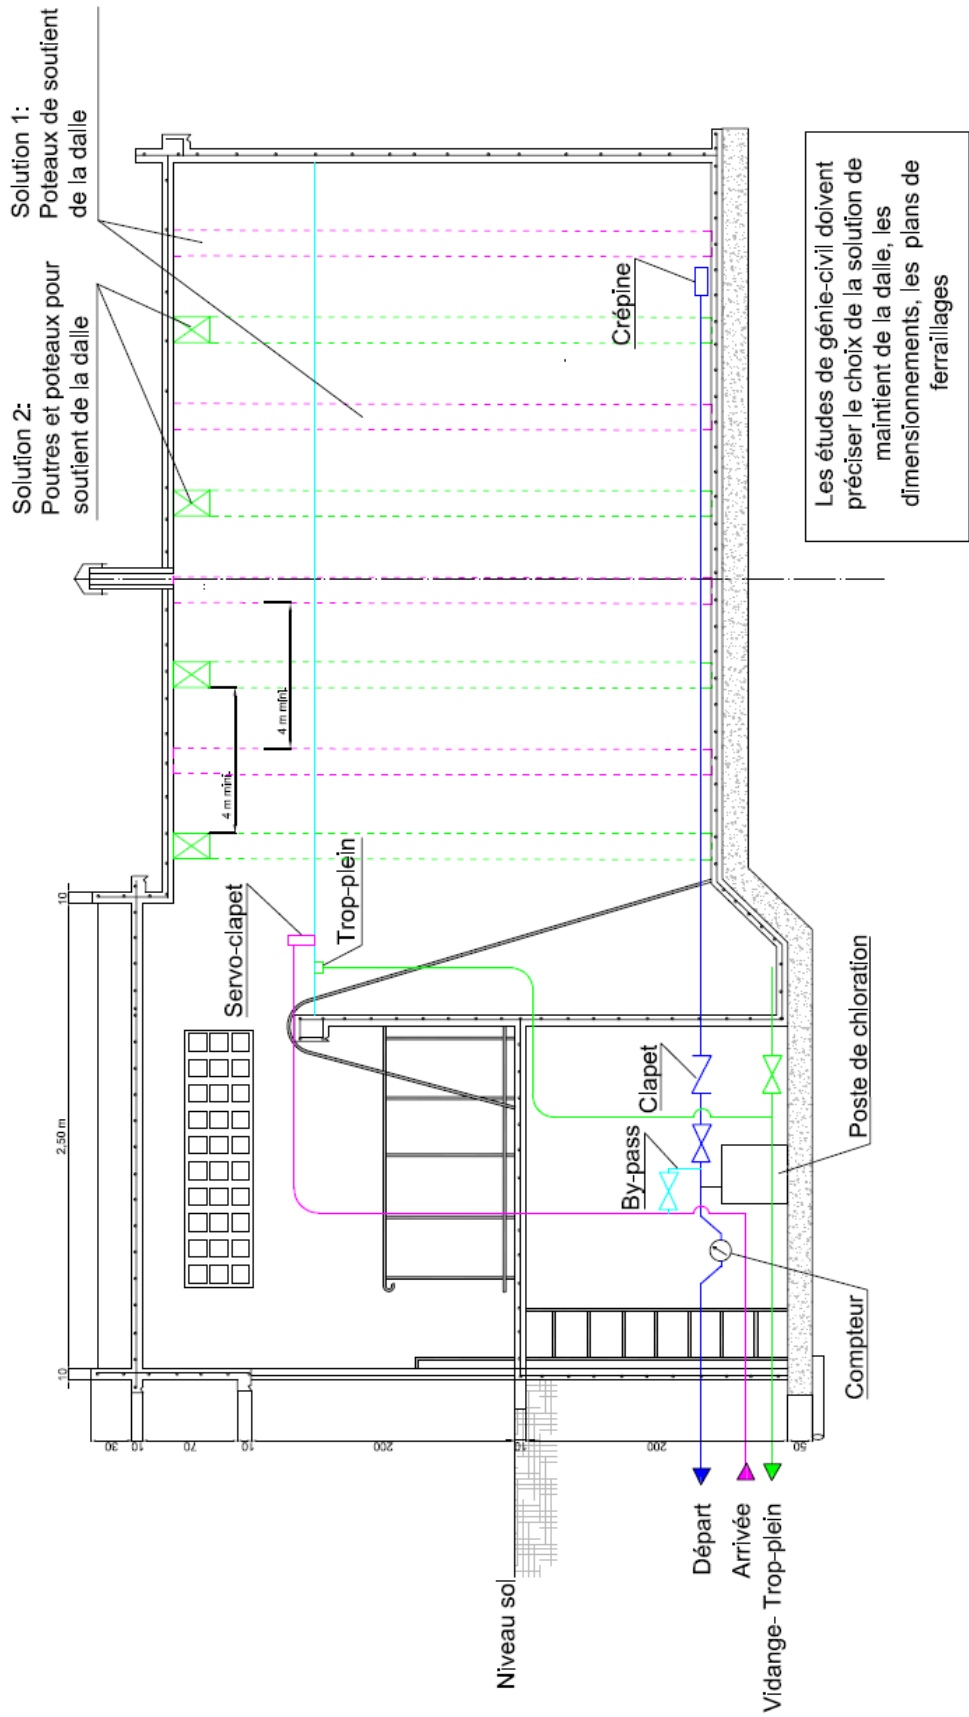 Solution 1:
Poteaux de soutient
de la dalle
Solution 2:
Poutres et poteaux pour
soutient de la dalle
10
2,50 m
10
4 m mini
4 m mini
Servo-clapet
Trop-plein
Crépine
Clapet
By-pass
Poste de chloration
Compteur
30
10
70
10
200
10
200
50
Niveau sol
Départ
Arrivée
Vidange- Trop-plein
Les études de génie-civil doivent
préciser le choix de la solution de
maintient de la dalle, les
dimensionnements, les plans de
ferraillages